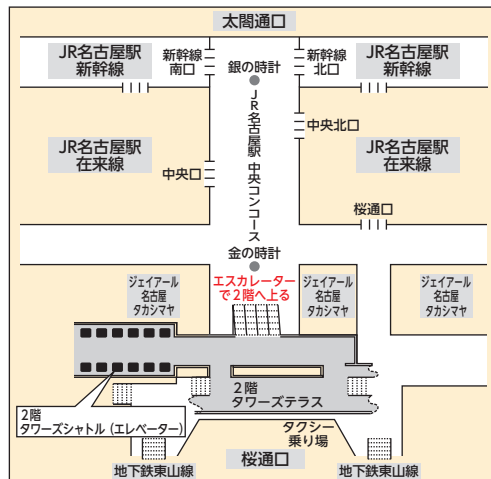 太閤通口
JR名古屋駅
新幹線
新幹線
南口
銀の時計
新幹線
北口
JR名古屋駅
新幹線
JR名古屋駅
在来線
中央口
JR名古屋駅 中央コンコース
中央北口
JR名古屋駅
在来線
桜通口
金の時計
エスカレーター
で2階へ上る
ジェイアール
名古屋
タカシマヤ
ジェイアール
名古屋
タカシマヤ
ジェイアール
名古屋
タカシマヤ
2階
タワーズテラス
2階
タワーズシャトル(エレベーター)
タクシー
乗り場
地下鉄東山線
桜通口
地下鉄東山線